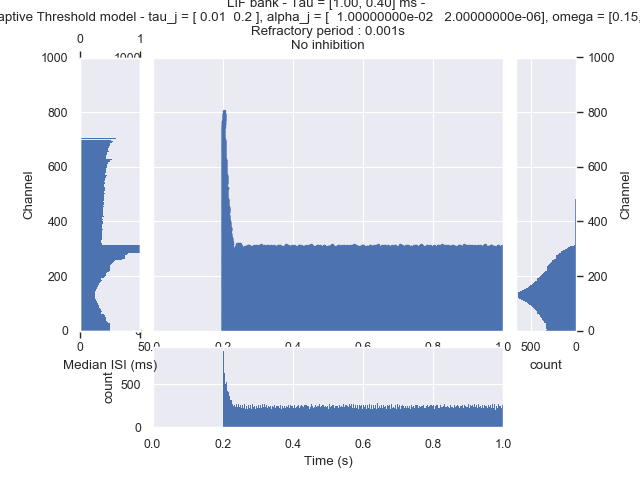 LIF bank - Tau = [1.00, 0.40] ms -
aptive Threshold model - tau_j = [ 0.01 0.2 ], alpha_j = [ 1.00000000e-02 2.00000000e-06], omega = [0.15,
Refractory period : 0.001s
No inhibition
0 1
1000
1000
800
600
400
200
0
Channel
0 50
Median ISI (ms)
0.0 0.2 0.4 0.6 0.8 1.0
1000
800
600
400
200
0
Channel
500 0
count
500
0
count
0.0 0.2 0.4 0.6 0.8 1.0
Time (s)